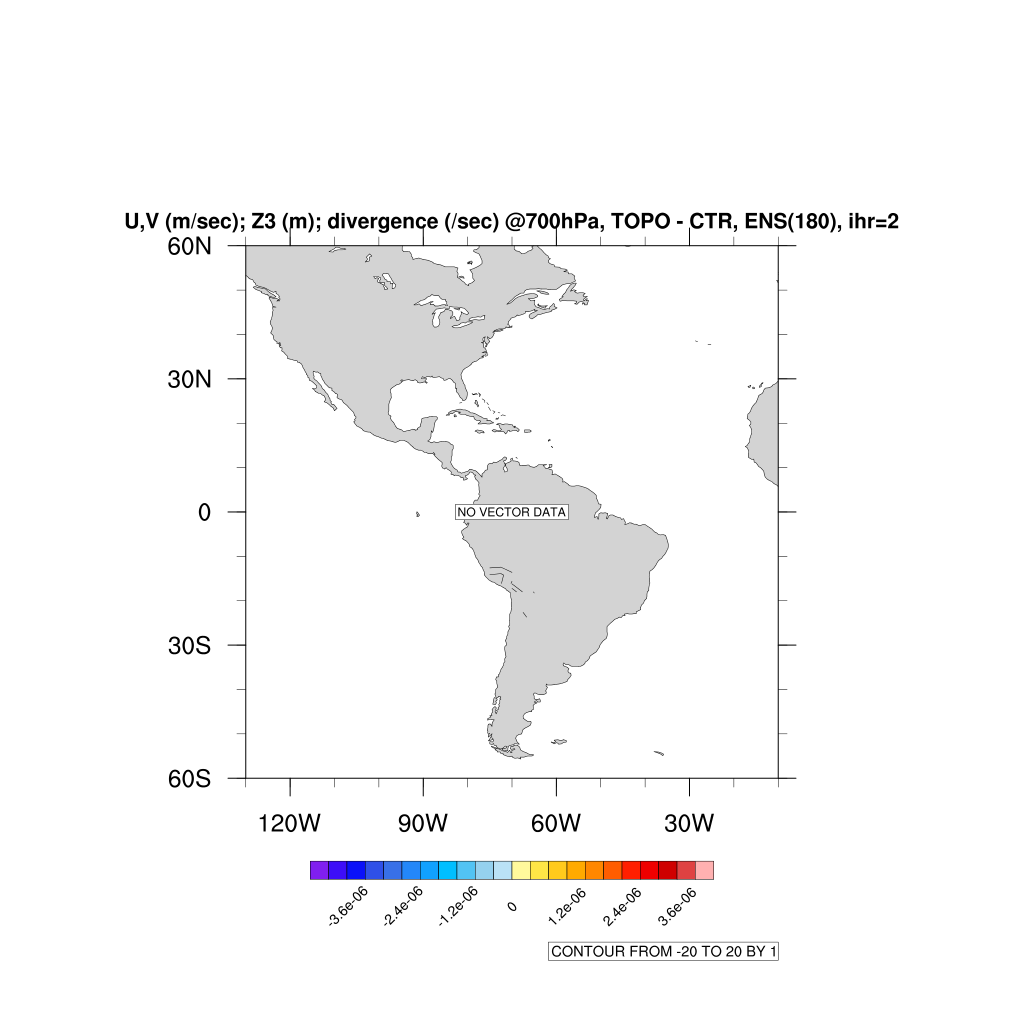 U,V (m/sec); Z3 (m); divergence (/sec) @700hPa, TOPO - CTR, ENS(180), ihr=2
60N
30N
0
NO VECTOR DATA
30S
60S
120W 90W 60W 30W
-3.6e-06 -2.4e-06 -1.2e-06 0 1.2e-06 2.4e-06 3.6e-06
CONTOUR FROM -20 TO 20 BY 1